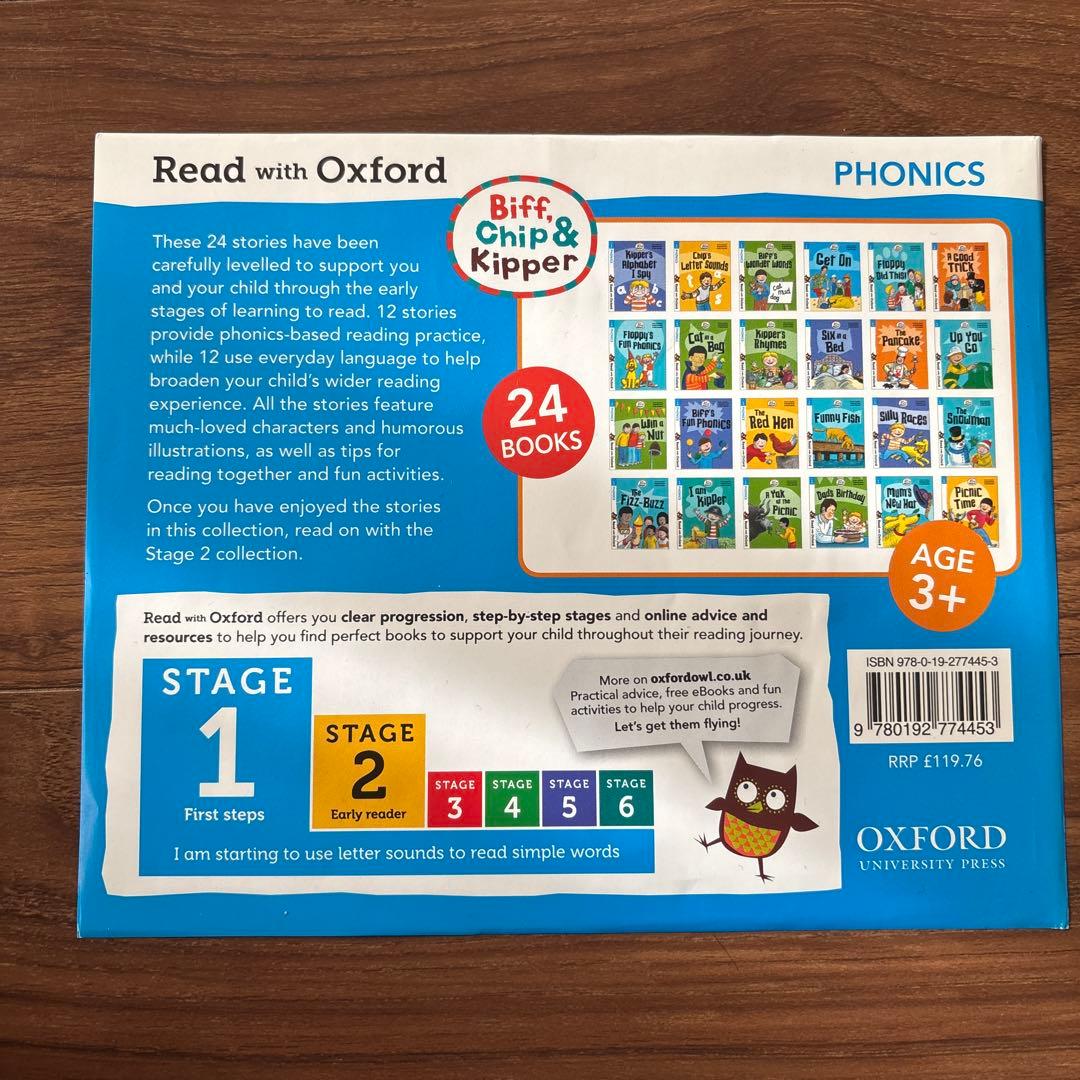 Read with Oxford
PHONICS
Biff,
Chip &
Kipper
These 24 stories have been
carefully levelled to support you
and your child through the early
stages of learning to read. 12 stories
provide phonics-based reading practice,
while 12 use everyday language to help
broaden your child's wider reading
experience. All the stories feature
much-loved characters and humorous
illustrations, as well as tips for
reading together and fun activities.
Once you have enjoyed the stories
in this collection, read on with the
Stage 2 collection.
24
BOOKS
Kipper's
Alphabet
I Spy
a b c
Chip's
Letter Sounds
Biff's
Wonder Words
cat
mud
dog
Get On
Floppy
Did This!
A Good
Trick
Floppy's
Fun Phonics
Cat in a
Bag
Kipper's
Rhymes
Six in a
Bed
The
Pancake
Up You
Go
Win a
Nut
Biff's
Fun Phonics
The
Red Hen
Funny Fish
Silly Races
The
Snowman
The
Fizz-Buzz
I am
Kipper
A Yak
at the
Picnic
Dad's Birthday
Mum's
New Hat
Picnic
Time
AGE
3+
Read with Oxford offers you clear progression, step-by-step stages and online advice and
resources to help you find perfect books to support your child throughout their reading journey.
STAGE
1
First steps
STAGE
2
Early reader
STAGE
3
STAGE
4
STAGE
5
STAGE
6
I am starting to use letter sounds to read simple words
More on oxfordowl.co.uk
Practical advice, free eBooks and fun
activities to help your child progress.
Let's get them flying!
ISBN 978-0-19-277445-3
9 780192 774453
RRP £119.76
OXFORD
UNIVERSITY PRESS